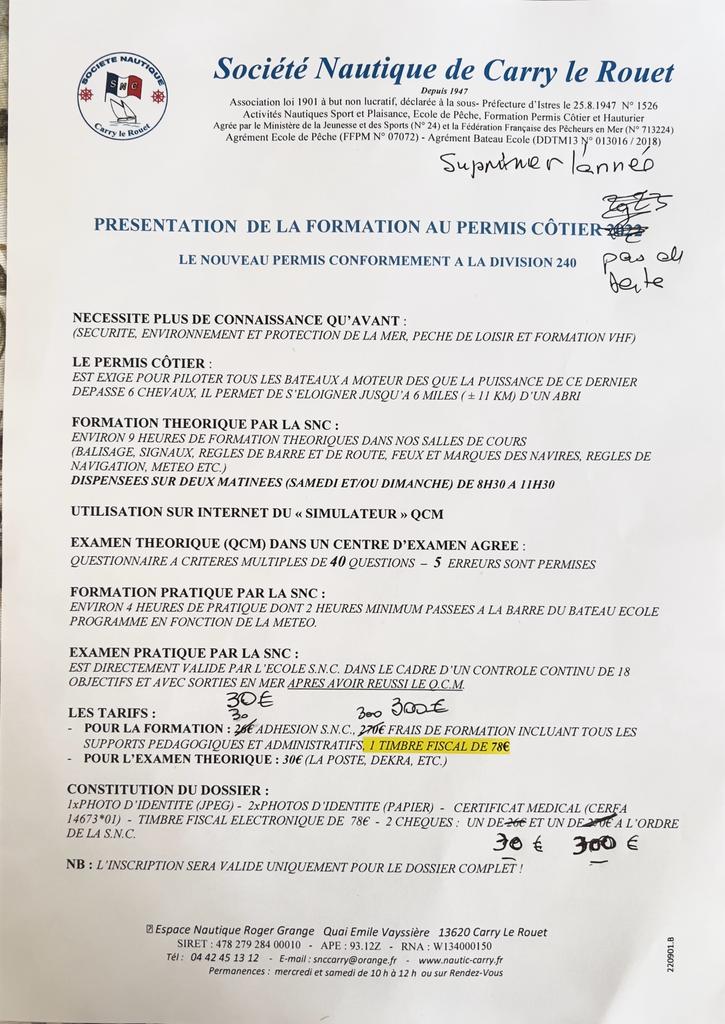 SOCIETE NAUTIQUE
S N C
Carry le Rouet
Société Nautique de Carry le Rouet
Depuis 1947
Association loi 1901 à but non lucratif, déclarée à la sous- Préfecture d'Istres le 25.8.1947 N° 1526
Activités Nautiques Sport et Plaisance, Ecole de Pêche, Formation Permis Côtier et Hauturier
Agrée par le Ministère de la Jeunesse et des Sports (N° 24) et la Fédération Française des Pêcheurs en Mer (N° 713224)
Agrément Ecole de Pêche (FFPM N° 07072) - Agrément Bateau Ecole (DDTM13 N° 013016 / 2018)
Suprimer l'année
2023
PRESENTATION DE LA FORMATION AU PERMIS CÔTIER 2022
LE NOUVEAU PERMIS CONFORMEMENT A LA DIVISION 240
pas de
NECESSITE PLUS DE CONNAISSANCE QU'AVANT :
(SECURITE, ENVIRONNEMENT ET PROTECTION DE LA MER, PECHE DE LOISIR ET FORMATION VHF)
LE PERMIS CÔTIER :
EST EXIGE POUR PILOTER TOUS LES BATEAUX A MOTEUR DES QUE LA PUISSANCE DE CE DERNIER
DEPASSE 6 CHEVAUX, IL PERMET DE S'ELOIGNER JUSQU'A 6 MILES ( ± 11 KM) D'UN ABRI
FORMATION THEORIQUE PAR LA SNC :
ENVIRON 9 HEURES DE FORMATION THEORIQUES DANS NOS SALLES DE COURS
(BALISAGE, SIGNAUX, REGLES DE BARRE ET DE ROUTE, FEUX ET MARQUES DES NAVIRES, REGLES DE
NAVIGATION, METEO ETC.)
DISPENSEES SUR DEUX MATINEES (SAMEDI ET/OU DIMANCHE) DE 8H30 A 11H30
UTILISATION SUR INTERNET DU « SIMULATEUR » QCM
EXAMEN THEORIQUE (QCM) DANS UN CENTRE D'EXAMEN AGREE :
QUESTIONNAIRE A CRITERES MULTIPLES DE 40 QUESTIONS – 5 ERREURS SONT PERMISES
FORMATION PRATIQUE PAR LA SNC :
ENVIRON 4 HEURES DE PRATIQUE DONT 2 HEURES MINIMUM PASSEES A LA BARRE DU BATEAU ECOLE
PROGRAMME EN FONCTION DE LA METEO.
EXAMEN PRATIQUE PAR LA SNC :
EST DIRECTEMENT VALIDE PAR L'ECOLE S.N.C. DANS LE CADRE D'UN CONTROLE CONTINU DE 18
OBJECTIFS ET AVEC SORTIES EN MER APRES AVOIR REUSSI LE Q.C.M.
30€ 300€
LES TARIFS : 30 300
- POUR LA FORMATION : 26€ ADHESION S.N.C., 270€ FRAIS DE FORMATION INCLUANT TOUS LES
SUPPORTS PEDAGOGIQUES ET ADMINISTRATIFS, 1 TIMBRE FISCAL DE 78€
- POUR L'EXAMEN THEORIQUE : 30€ (LA POSTE, DEKRA, ETC.)
CONSTITUTION DU DOSSIER :
1xPHOTO D'IDENTITE (JPEG) - 2xPHOTOS D'IDENTITE (PAPIER) - CERTIFICAT MEDICAL (CERFA
14673*01) - TIMBRE FISCAL ELECTRONIQUE DE 78€ - 2 CHEQUES : UN DE 26€ ET UN DE 270€ A L'ORDRE
DE LA S.N.C.
30 € 300 €
NB : L'INSCRIPTION SERA VALIDE UNIQUEMENT POUR LE DOSSIER COMPLET !
Espace Nautique Roger Grange Quai Emile Vayssière 13620 Carry Le Rouet
SIRET : 478 279 284 00010 - APE : 93.12Z - RNA : W134000150
Tél : 04 42 45 13 12 - E-mail : snccarry@orange.fr - www.nautic-carry.fr
Permanences : mercredi et samedi de 10 h à 12 h ou sur Rendez-Vous
220901.B